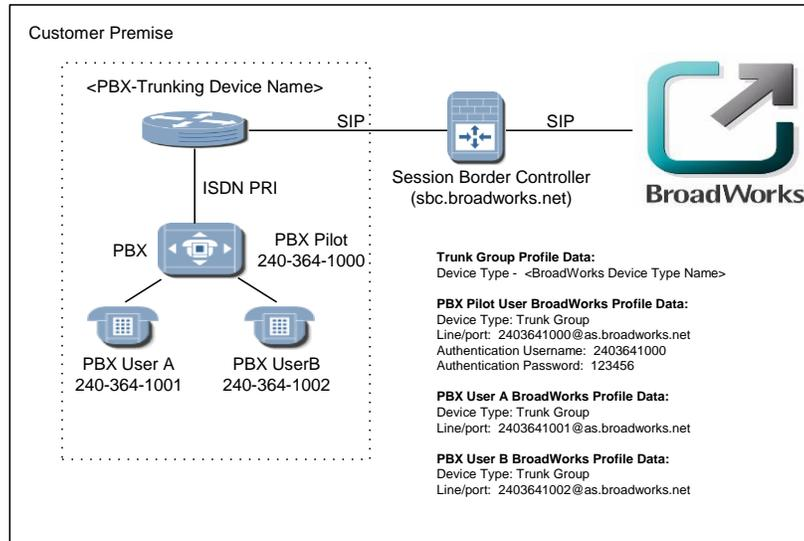 Customer Premise
<PBX-Trunking Device Name>
SIP
SIP
ISDN PRI
Session Border Controller
(sbc.broadworks.net)
BroadWorks
PBX
PBX Pilot
240-364-1000
PBX User A
240-364-1001
PBX UserB
240-364-1002
Trunk Group Profile Data:
Device Type - <BroadWorks Device Type Name>
PBX Pilot User BroadWorks Profile Data:
Device Type: Trunk Group
Line/port: 2403641000@as.broadworks.net
Authentication Username: 2403641000
Authentication Password: 123456
PBX User A BroadWorks Profile Data:
Device Type: Trunk Group
Line/port: 2403641001@as.broadworks.net
PBX User B BroadWorks Profile Data:
Device Type: Trunk Group
Line/port: 2403641002@as.broadworks.net